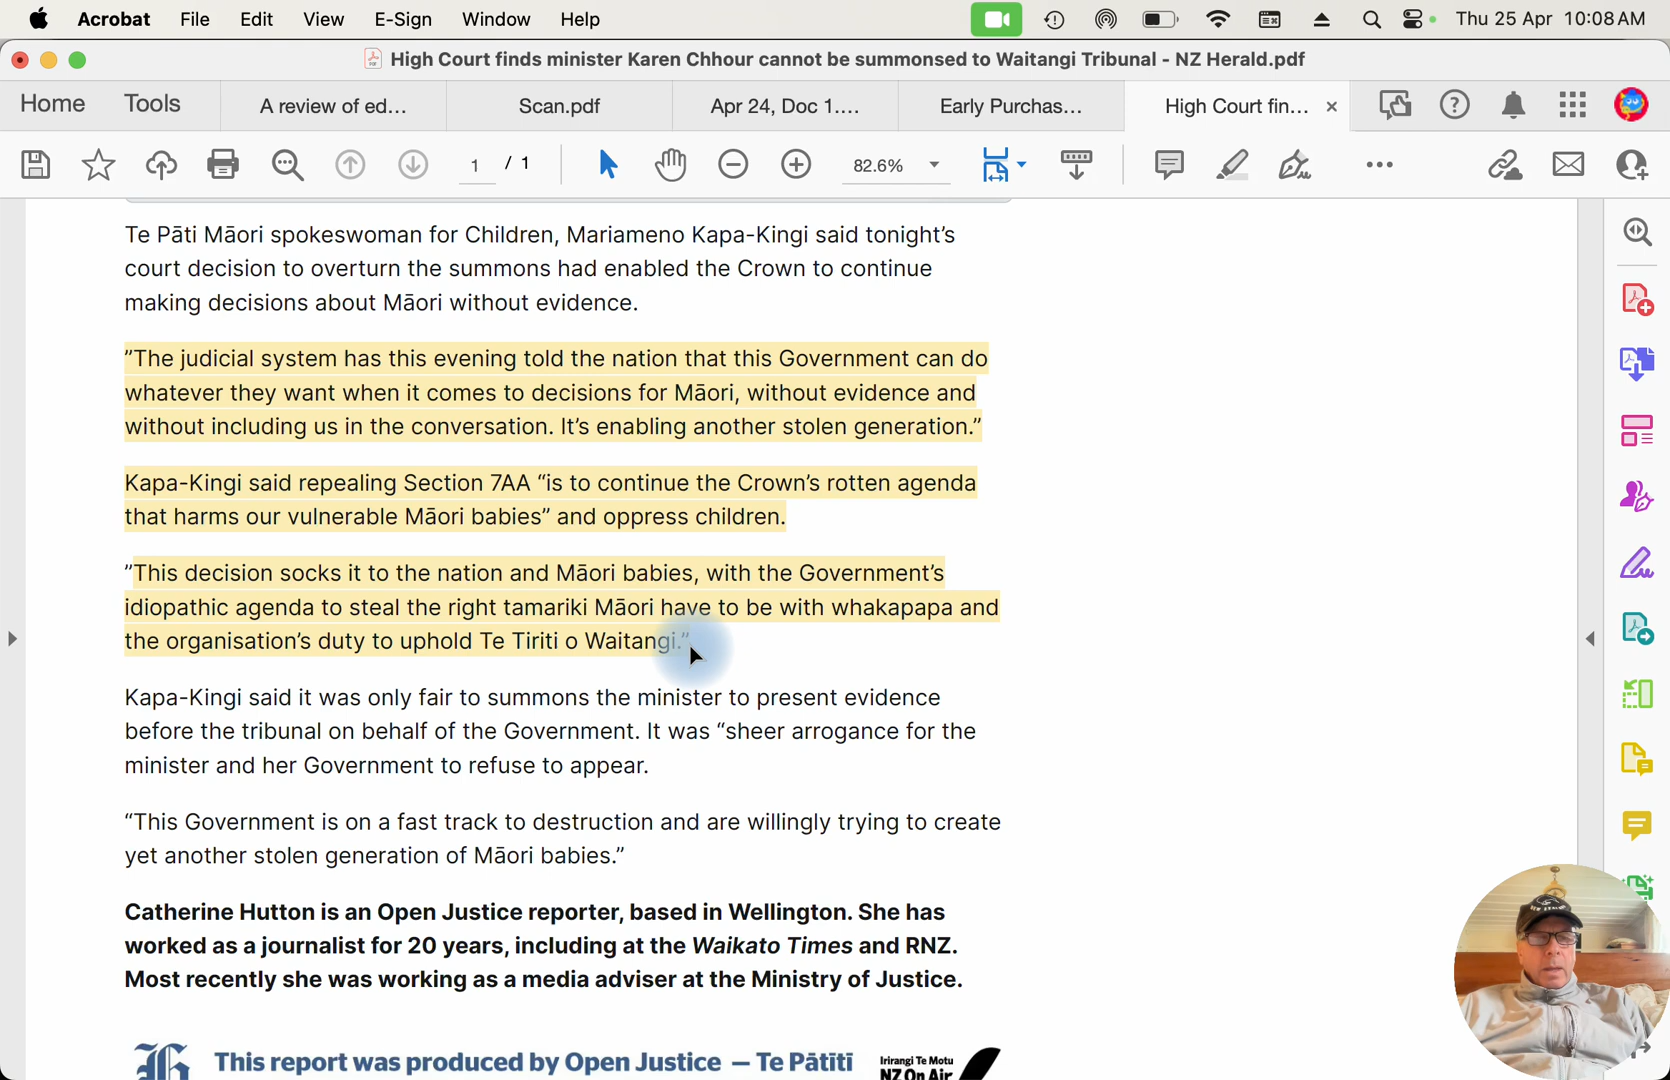 Acrobat File Edit View E-Sign Window Help Thu 25 Apr 10:08 AM
High Court finds minister Karen Chhour cannot be summonsed to Waitangi Tribunal - NZ Herald.pdf
Home Tools A review of ed... Scan.pdf Apr 24, Doc 1.... Early Purchas... High Court fin... ×
1 / 1 82.6%
Te Pāti Māori spokeswoman for Children, Mariameno Kapa-Kingi said tonight’s
court decision to overturn the summons had enabled the Crown to continue
making decisions about Māori without evidence.
”The judicial system has this evening told the nation that this Government can do
whatever they want when it comes to decisions for Māori, without evidence and
without including us in the conversation. It’s enabling another stolen generation.”
Kapa-Kingi said repealing Section 7AA “is to continue the Crown’s rotten agenda
that harms our vulnerable Māori babies” and oppress children.
”This decision socks it to the nation and Māori babies, with the Government’s
idiopathic agenda to steal the right tamariki Māori have to be with whakapapa and
the organisation’s duty to uphold Te Tiriti o Waitangi.”
Kapa-Kingi said it was only fair to summons the minister to present evidence
before the tribunal on behalf of the Government. It was “sheer arrogance for the
minister and her Government to refuse to appear.
“This Government is on a fast track to destruction and are willingly trying to create
yet another stolen generation of Māori babies.”
Catherine Hutton is an Open Justice reporter, based in Wellington. She has
worked as a journalist for 20 years, including at the Waikato Times and RNZ.
Most recently she was working as a media adviser at the Ministry of Justice.
This report was produced by Open Justice – Te Pātītī
Irirangi Te Motu
NZ On Air